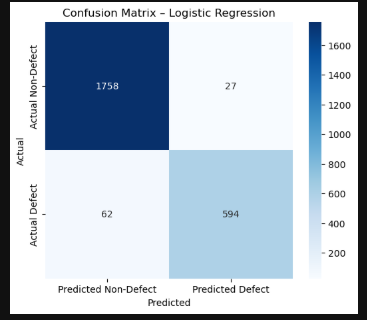 Confusion Matrix – Logistic Regression
Actual
Actual Non-Defect
Actual Defect
1758
27
62
594
Predicted Non-Defect
Predicted Defect
Predicted
1600
1400
1200
1000
800
600
400
200